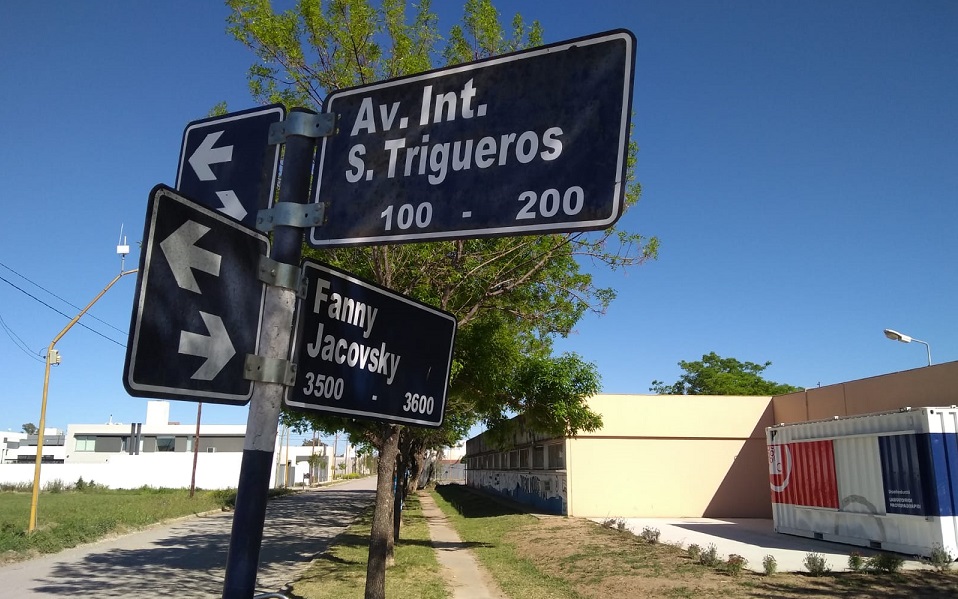 Av. Int.
S. Trigueros
100 - 200
Fanny
Jacovsky
3500 - 3600